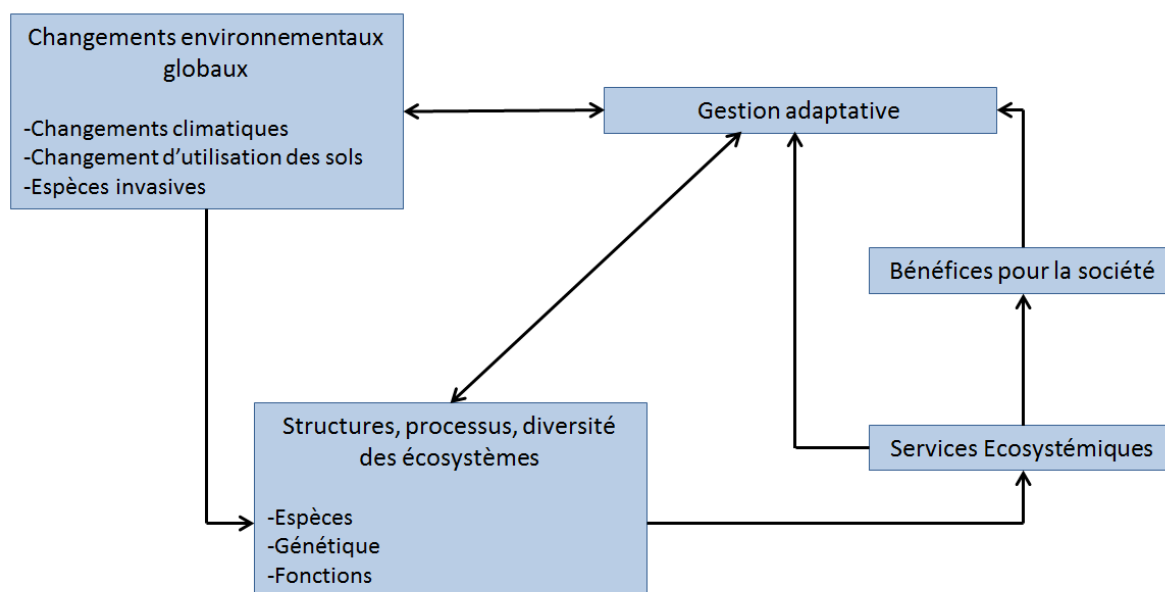 Changements environnementaux
globaux
-Changements climatiques
-Changement d'utilisation des sols
-Espèces invasives
Gestion adaptative
Bénéfices pour la société
Structures, processus, diversité
des écosystèmes
-Espèces
-Génétique
-Fonctions
Services Ecosystémiques